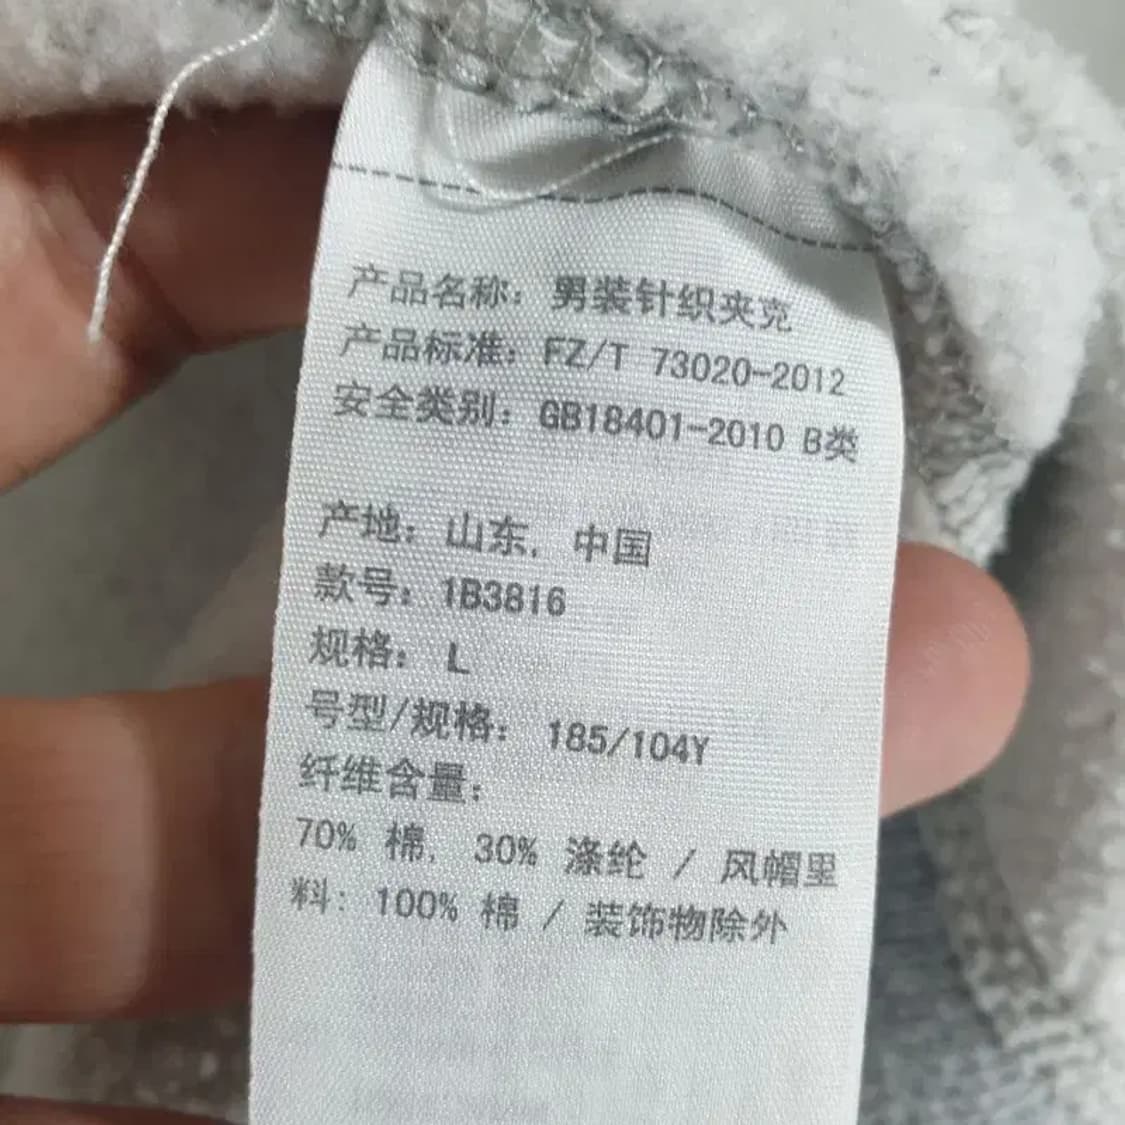 产品名称: 男装针织夹克
产品标准: FZ/T 73020-2012
安全类别: GB18401-2010 B类
产地: 山东, 中国
款号: 1B3816
规格: L
号型/规格: 185/104Y
纤维含量:
70% 棉, 30% 涤纶 / 风帽里
料: 100% 棉 / 装饰物除外